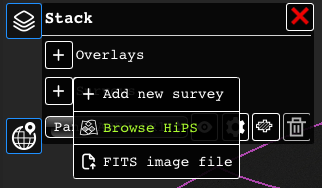 Stack
Overlays
Add new survey
Browse HiPS
FITS image file